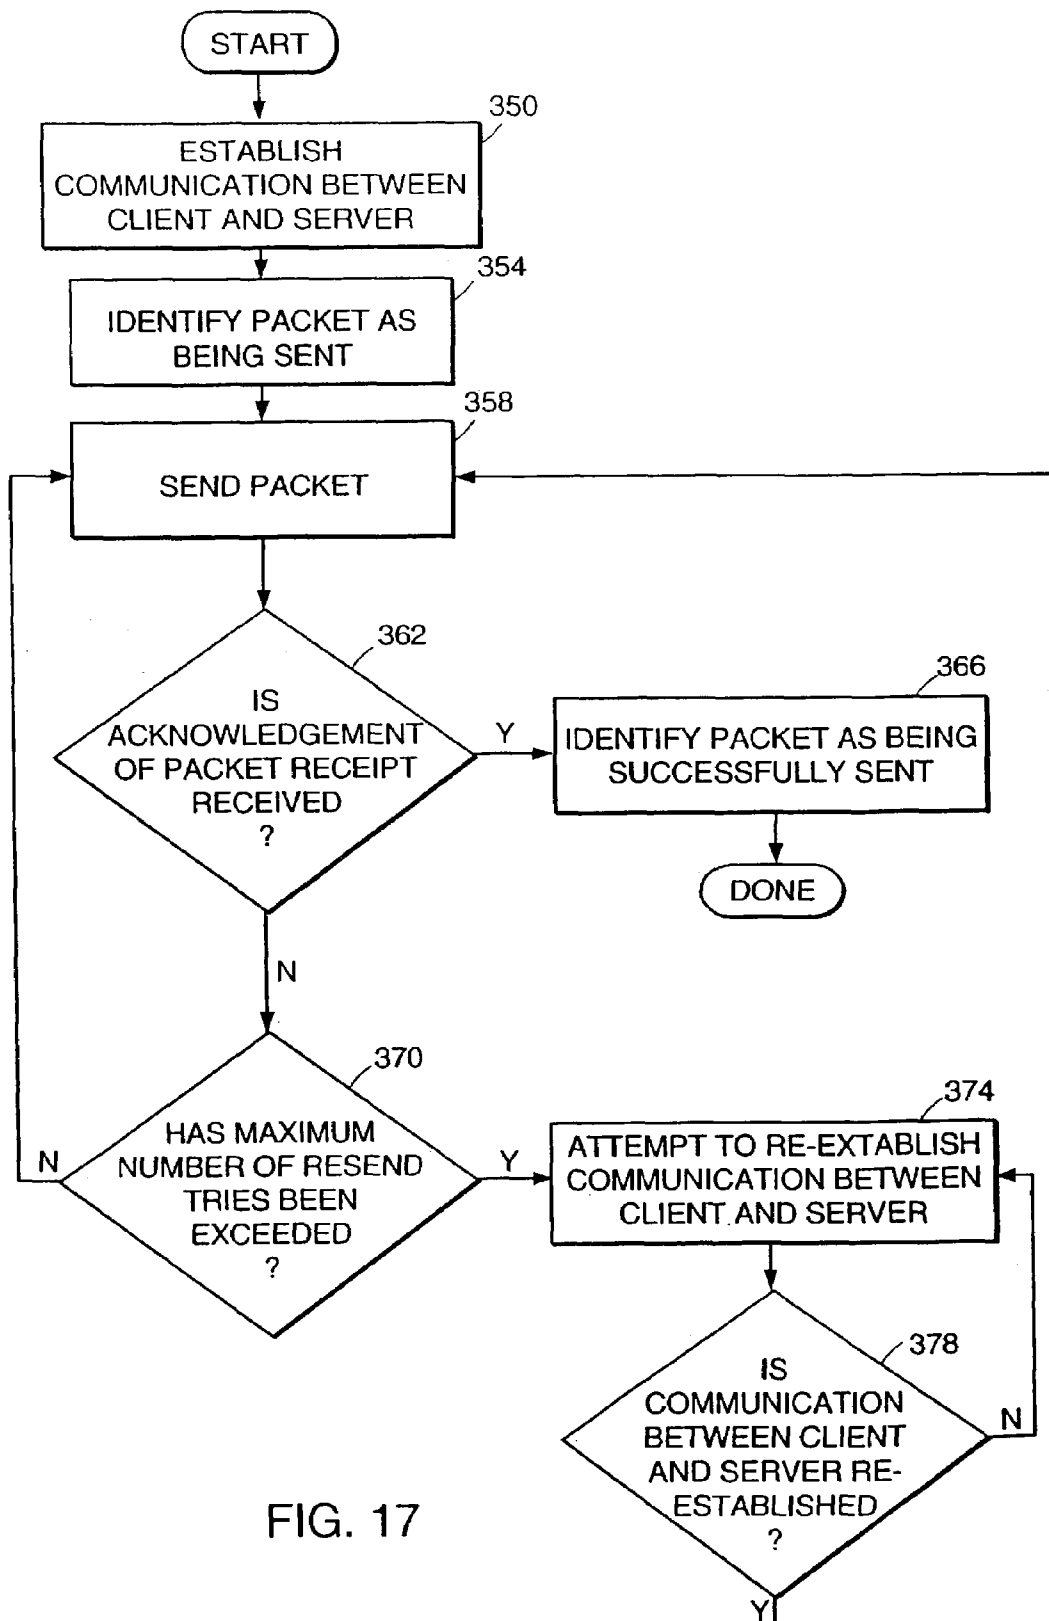 START
350
ESTABLISH
COMMUNICATION BETWEEN
CLIENT AND SERVER
354
IDENTIFY PACKET AS
BEING SENT
358
SEND PACKET
362
IS
ACKNOWLEDGEMENT
OF PACKET RECEIPT
RECEIVED
?
Y
366
IDENTIFY PACKET AS BEING
SUCCESSFULLY SENT
DONE
N
370
HAS MAXIMUM
NUMBER OF RESEND
TRIES BEEN
EXCEEDED
?
N
Y
374
ATTEMPT TO RE-EXTABLISH
COMMUNICATION BETWEEN
CLIENT AND SERVER
378
IS
COMMUNICATION
BETWEEN CLIENT
AND SERVER RE-
ESTABLISHED
?
N
Y
FIG. 17